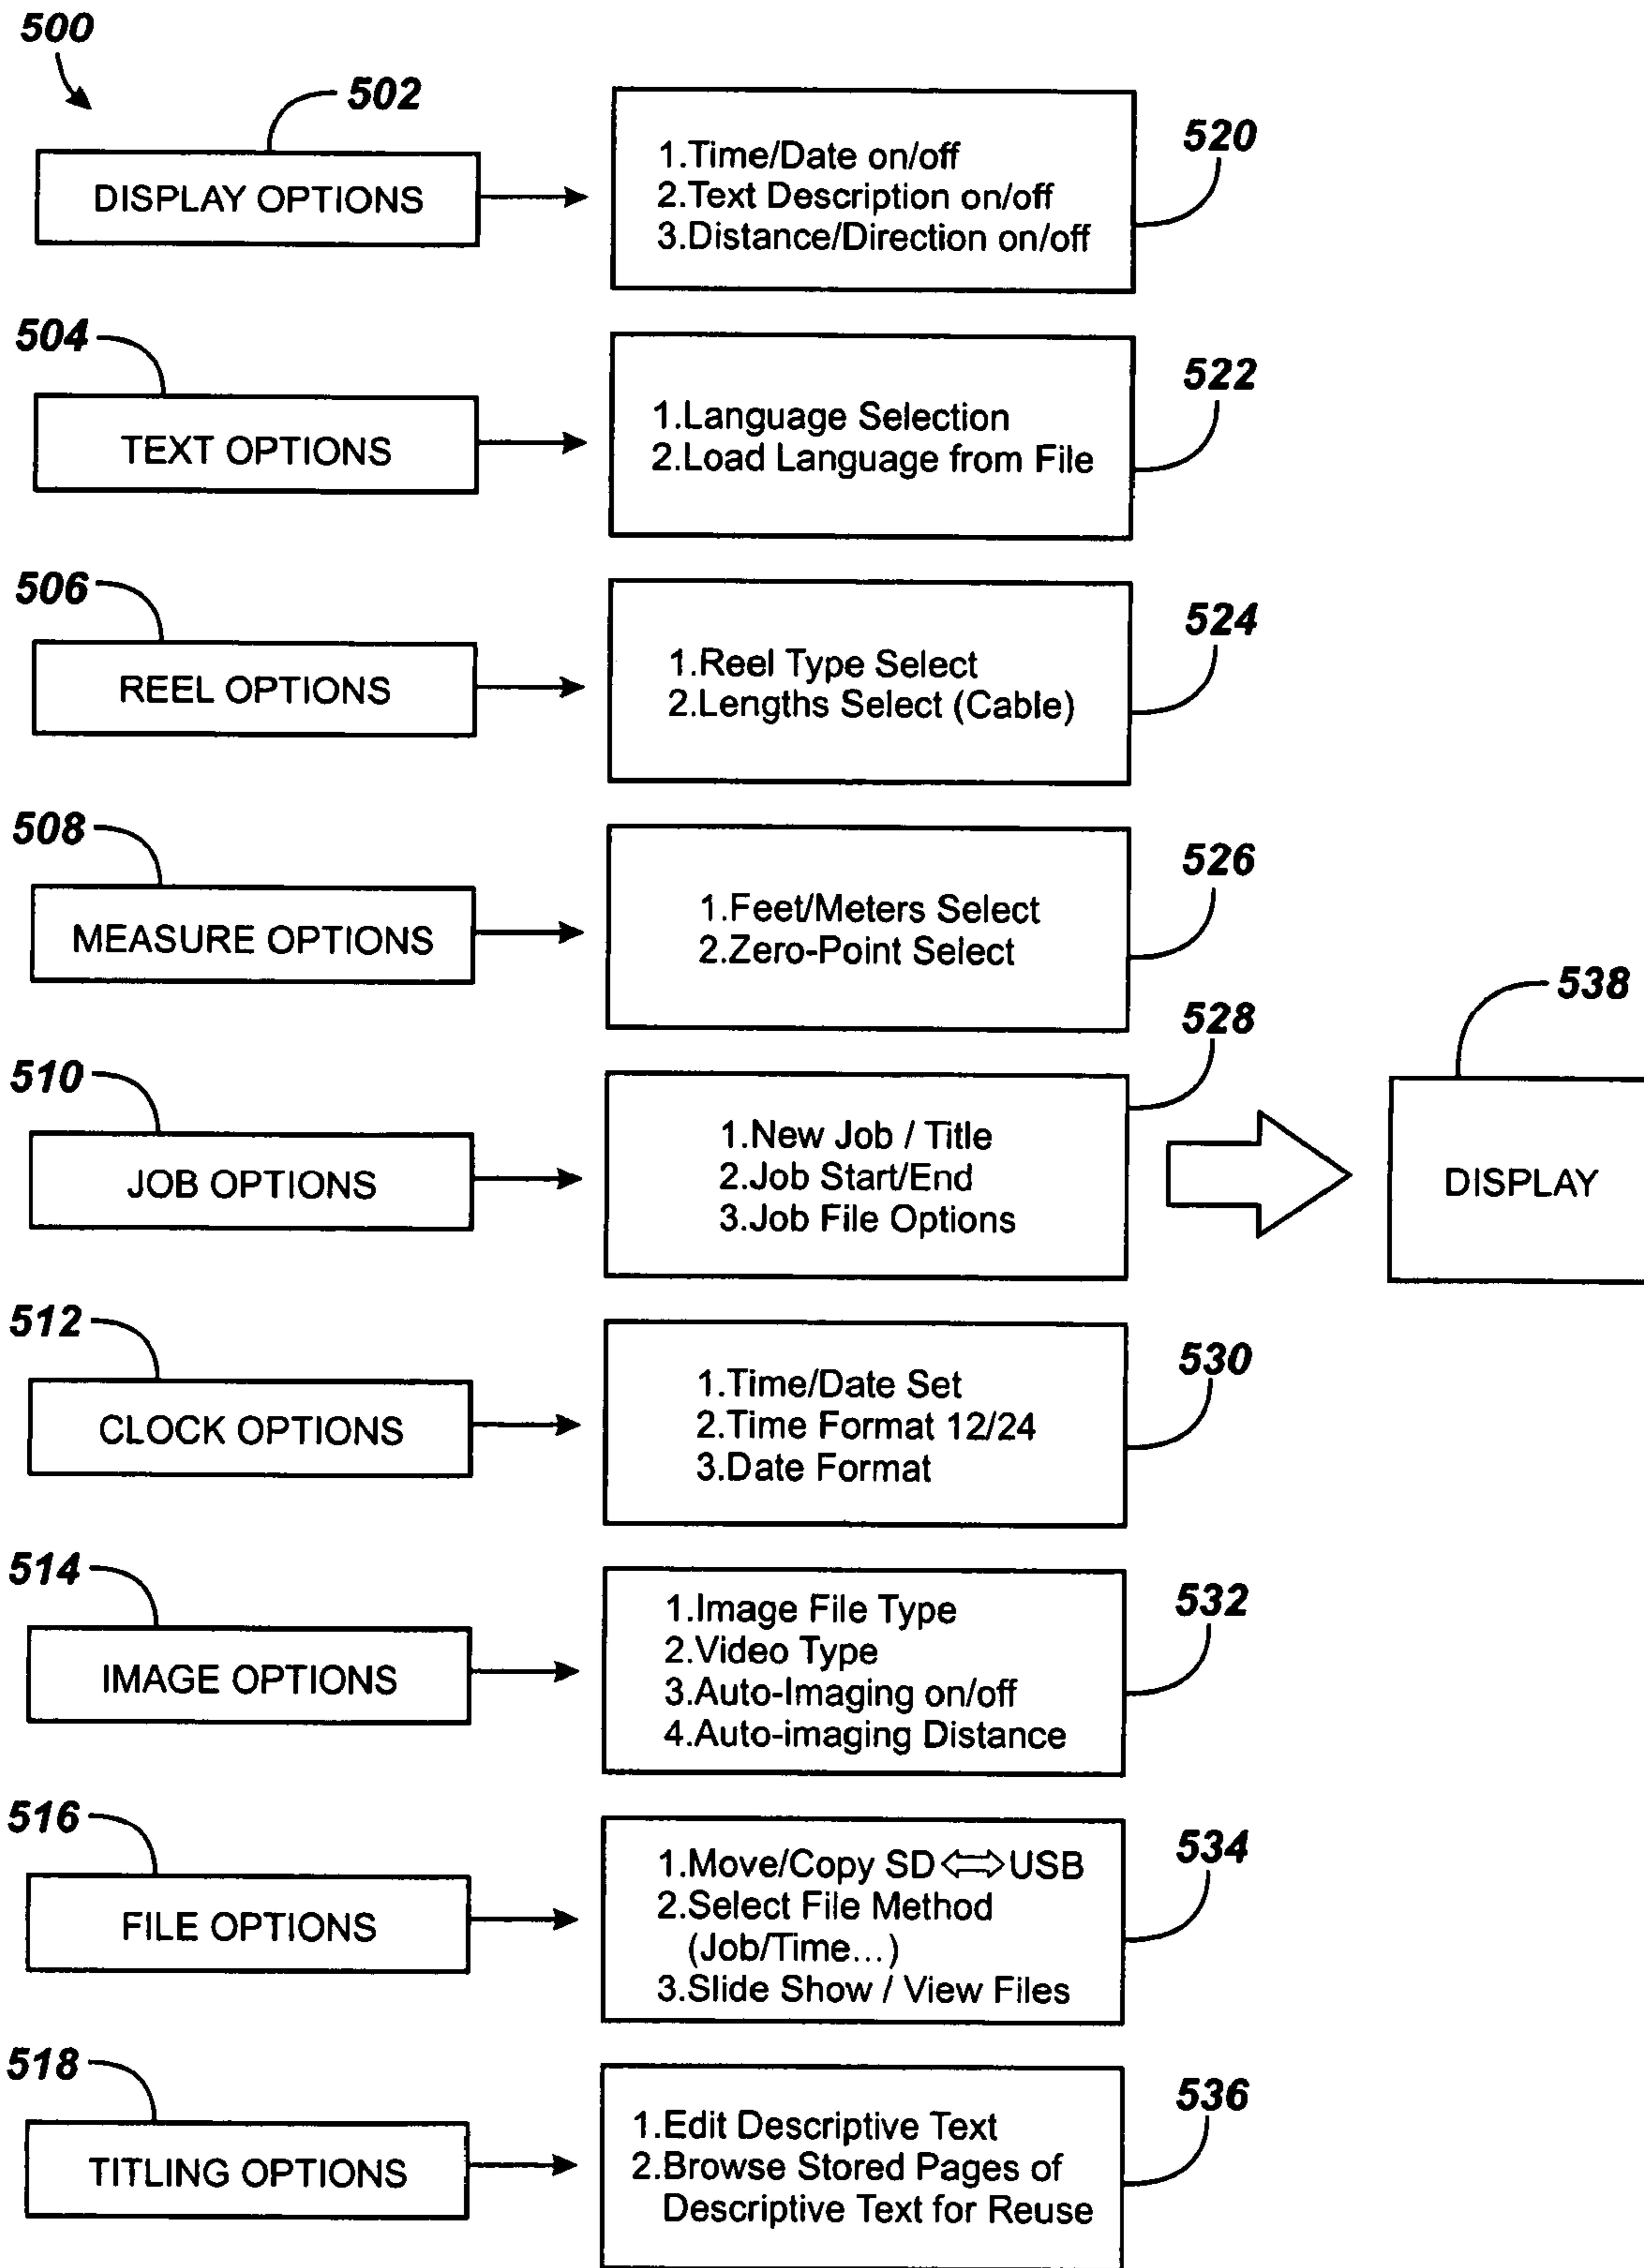 500
502
DISPLAY OPTIONS
1.Time/Date on/off
2.Text Description on/off
3.Distance/Direction on/off
520
504
TEXT OPTIONS
1.Language Selection
2.Load Language from File
522
506
REEL OPTIONS
1.Reel Type Select
2.Lengths Select (Cable)
524
508
MEASURE OPTIONS
1.Feet/Meters Select
2.Zero-Point Select
526
510
JOB OPTIONS
1.New Job / Title
2.Job Start/End
3.Job File Options
528
538
DISPLAY
512
CLOCK OPTIONS
1.Time/Date Set
2.Time Format 12/24
3.Date Format
530
514
IMAGE OPTIONS
1.Image File Type
2.Video Type
3.Auto-Imaging on/off
4.Auto-imaging Distance
532
516
FILE OPTIONS
1.Move/Copy SD⇔USB
2.Select File Method
(Job/Time...)
3.Slide Show / View Files
534
518
TITLING OPTIONS
1.Edit Descriptive Text
2.Browse Stored Pages of
Descriptive Text for Reuse
536